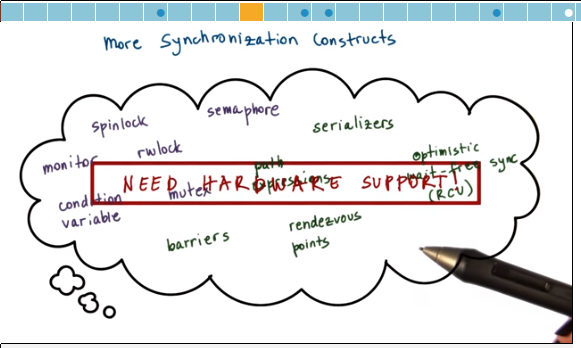 more Synchronization Constructs
semaphore
spinlock
serializers
rwlock
optimistic
monitor
path
wait-free sync
NEED HARDWARE SUPPORT!
mutex
expressions
(RCU)
condition
variable
rendezvous
points
barriers